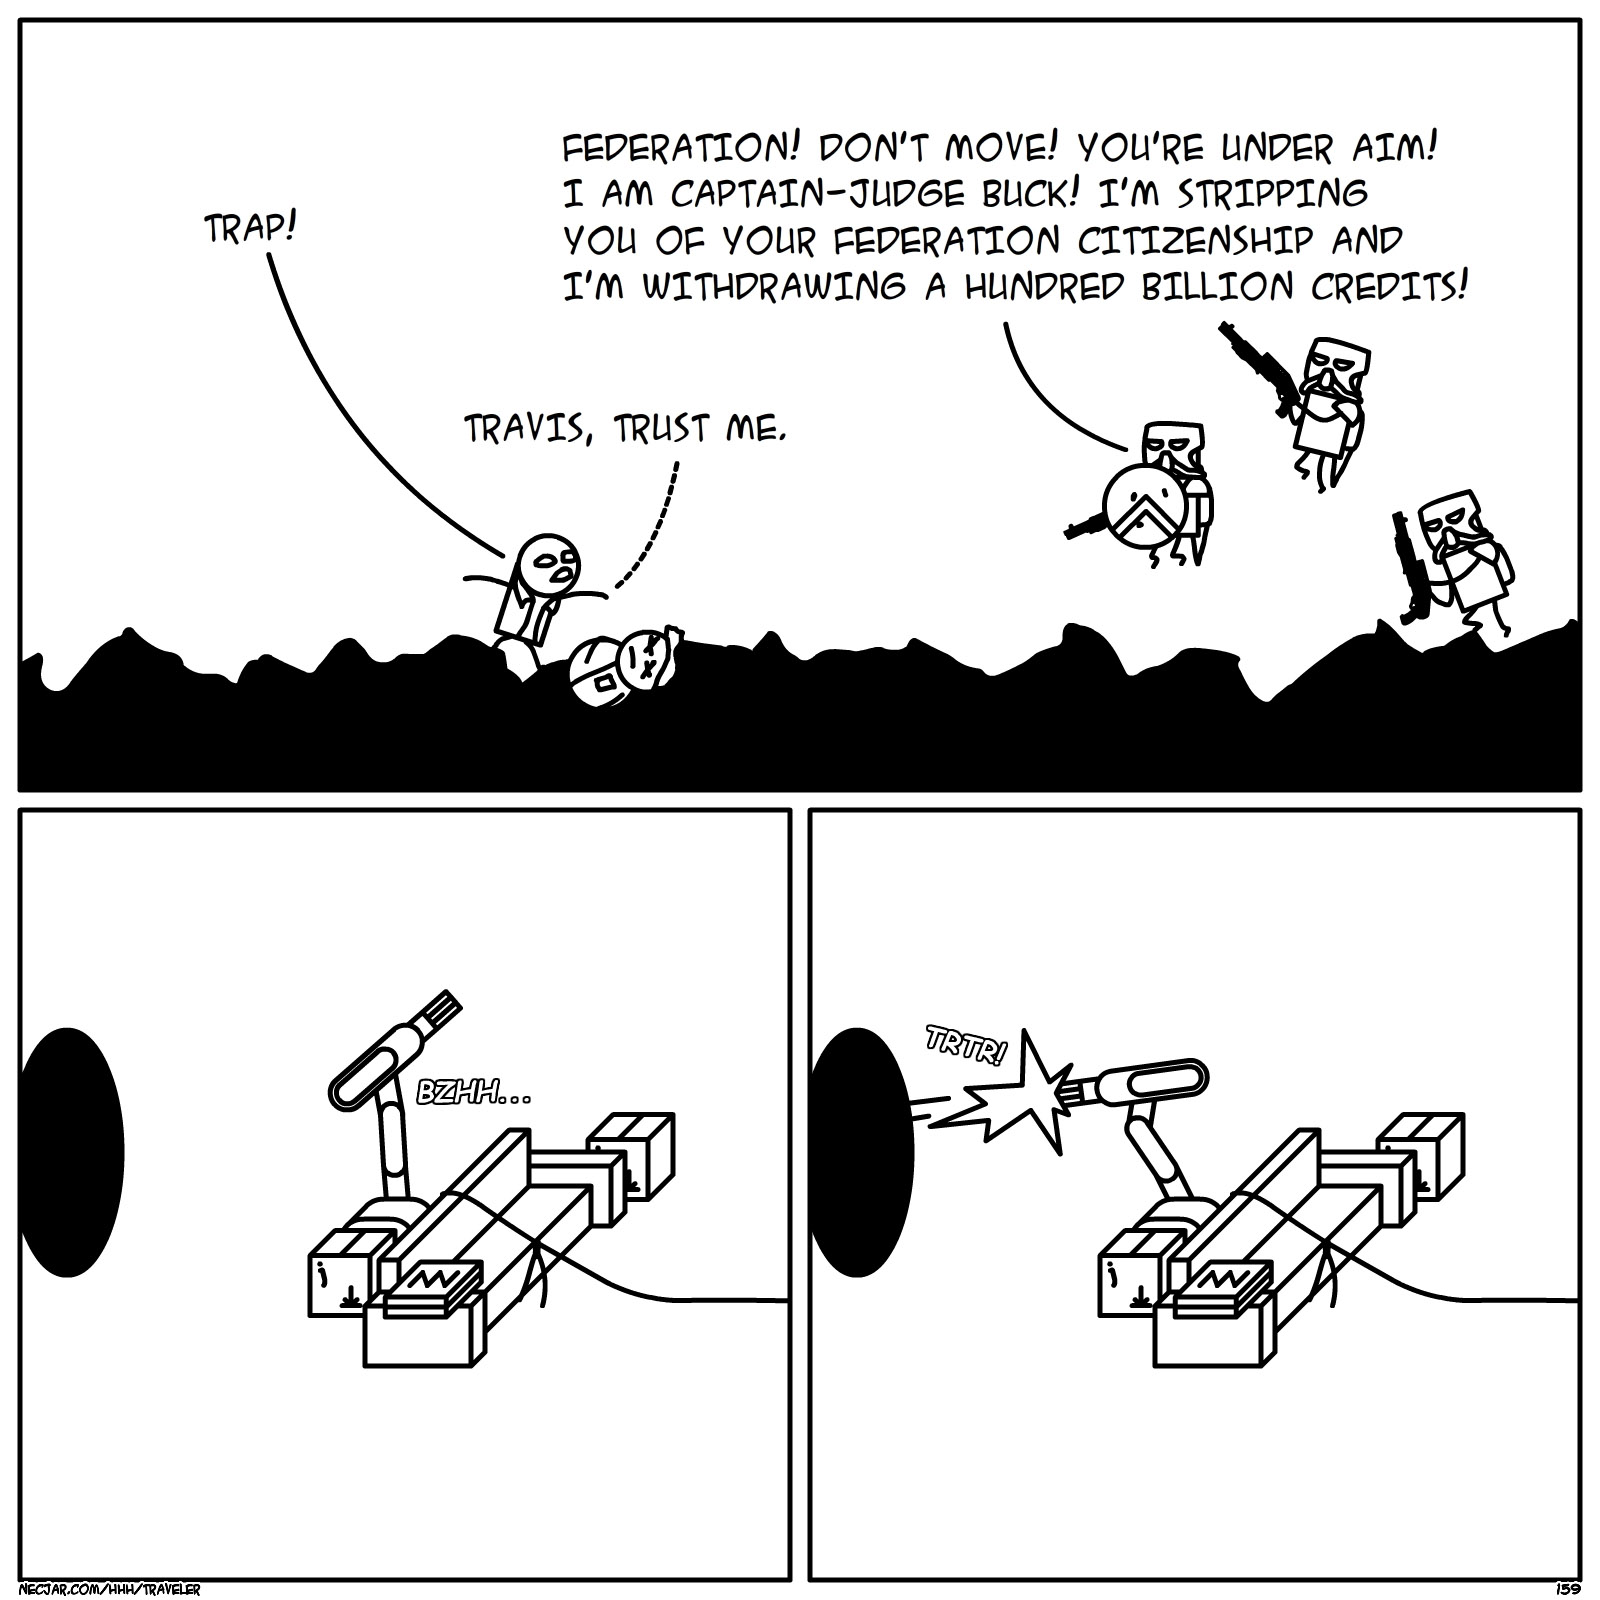 TRAP!
FEDERATION! DON'T MOVE! YOU'RE UNDER AIM!
I AM CAPTAIN-JUDGE BUCK! I'M STRIPPING
YOU OF YOUR FEDERATION CITIZENSHIP AND
I'M WITHDRAWING A HUNDRED BILLION CREDITS!
TRAVIS, TRUST ME.
BZHH...
TRTR!
NECJAR.COM/HHH/TRAVELER
159